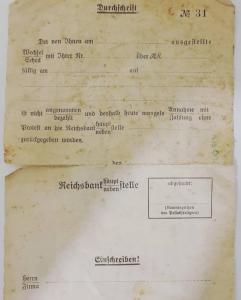 Durchschrift
№ 31
Der von Ihnen am ausgestellte
Wechsel
Scheck mit Ihrer Nr. über RM
fällig am auf
ist nicht angenommen und deshalb heute mangels Annahme mit
bezahlt Zahlung ohne
Protest an die Reichsbank haupt stelle
neben
zurückgegeben worden.
den
Reichsbank haupt stelle
neben
abgesandt:
(Namenszeichen
des Postabfertigers)
Einschreiben!
Herrn
Firma